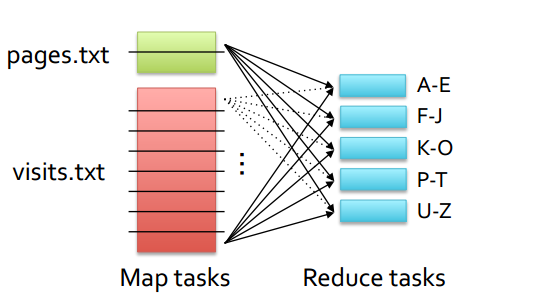 pages.txt
visits.txt
A-E
F-J
K-O
P-T
U-Z
Map tasks
Reduce tasks